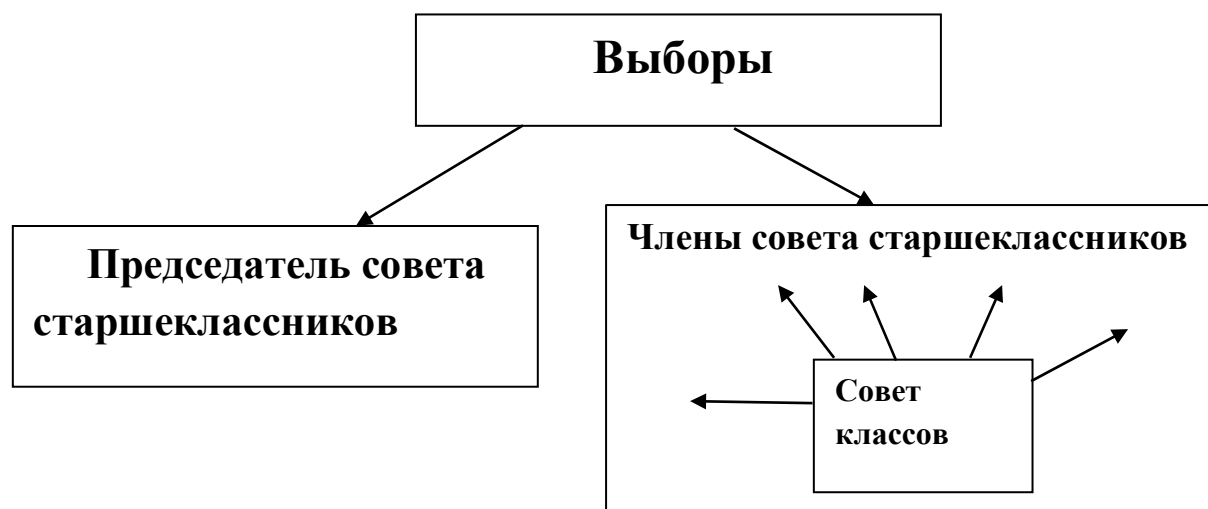 Выборы
Председатель совета
старшеклассников
Члены совета старшеклассников
Совет
классов